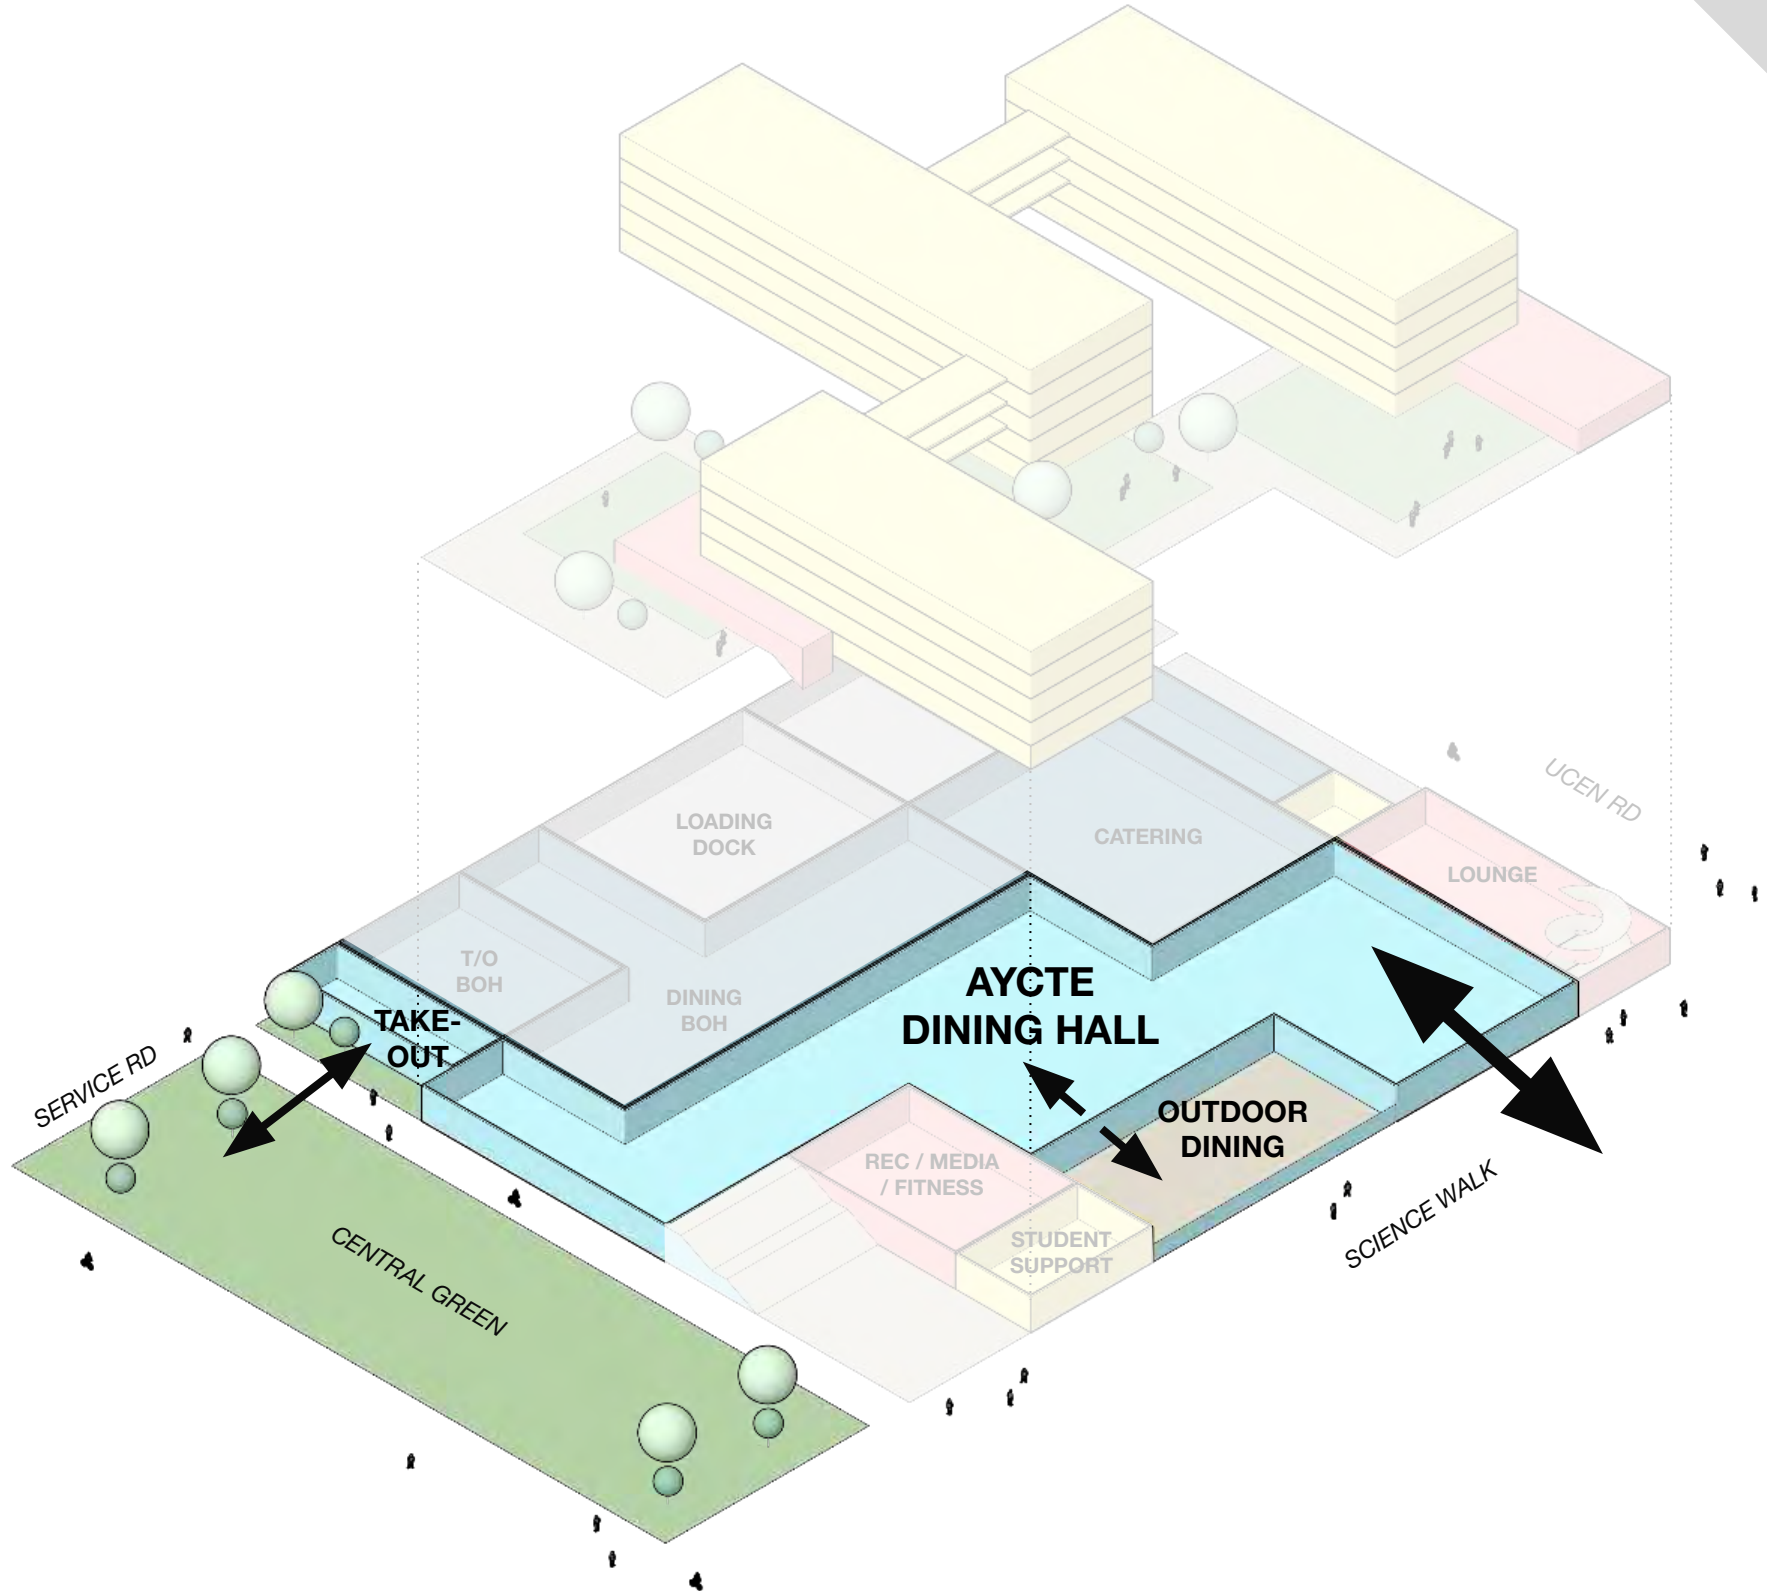 UCEN RD
LOADING
DOCK
CATERING
LOUNGE
T/O
BOH
DINING
BOH
AYCTE
DINING HALL
TAKE-
OUT
SERVICE RD
OUTDOOR
DINING
REC / MEDIA
/ FITNESS
STUDENT
SUPPORT
SCIENCE WALK
CENTRAL GREEN